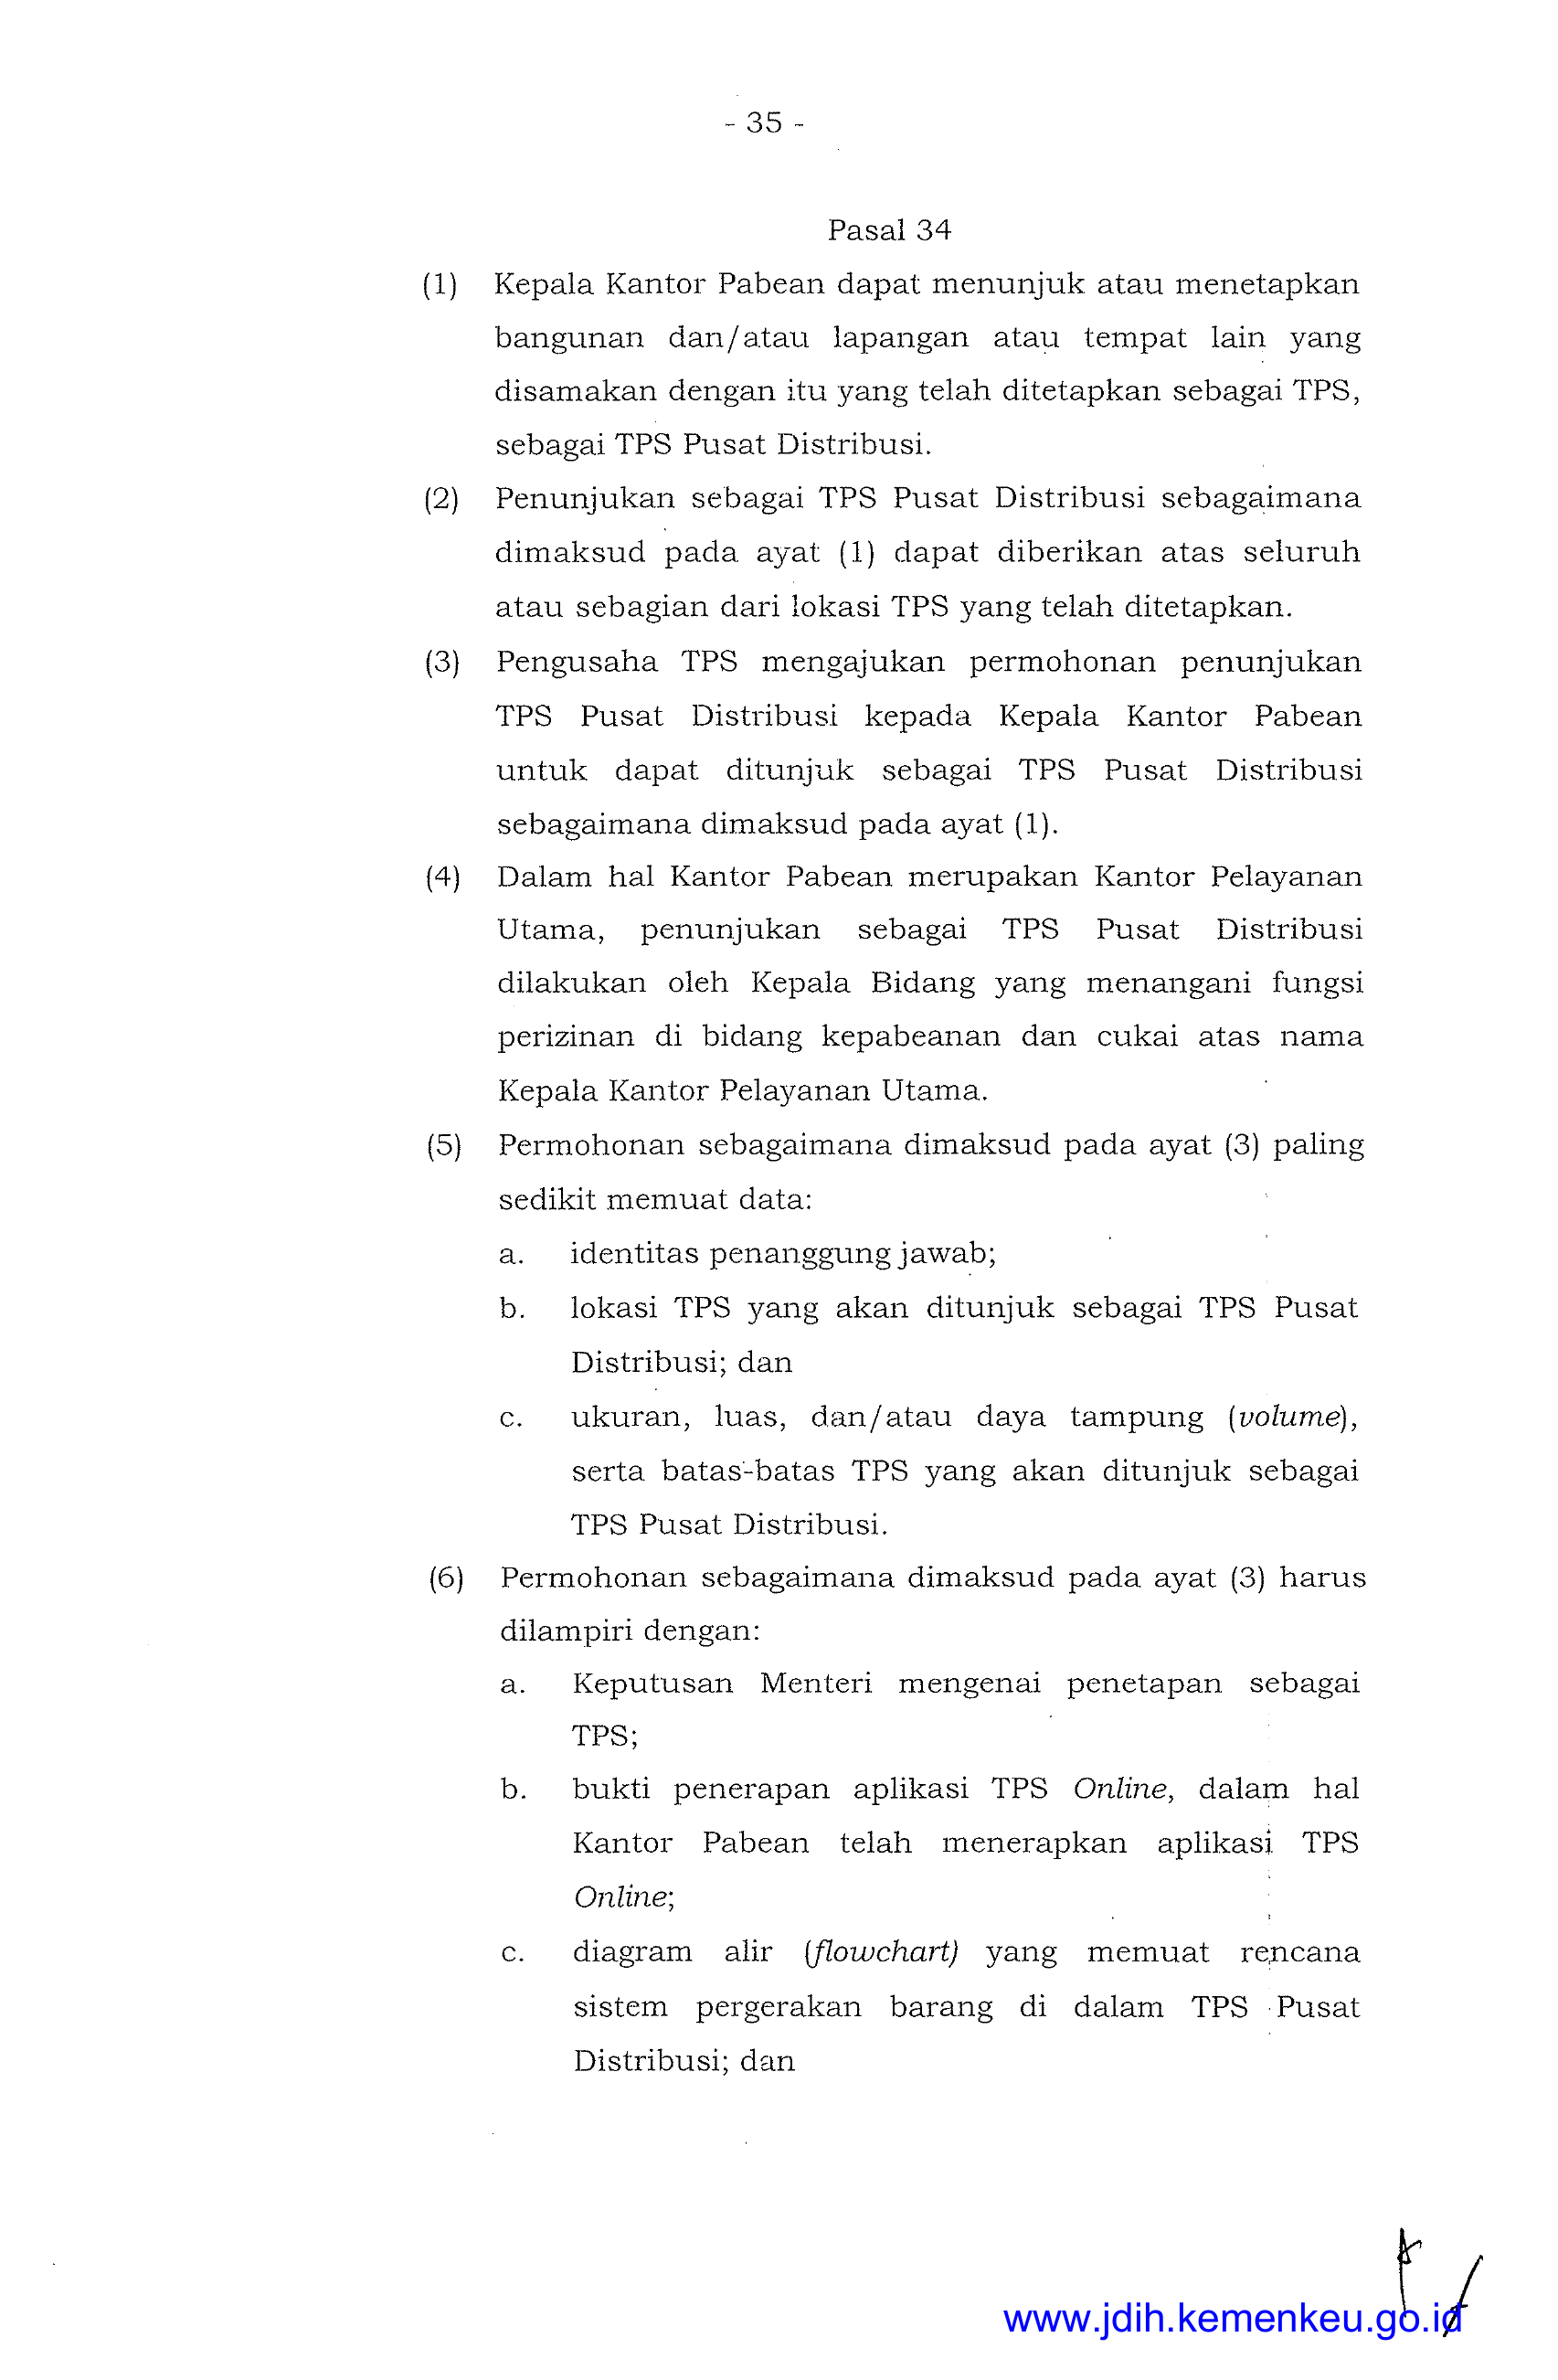 - 35 -
Pasal 34
(1) Kepala Kantor Pabean dapat menunjuk atau menetapkan
bangunan dan/atau lapangan atau tempat lain yang
disamakan dengan itu yang telah ditetapkan sebagai TPS,
sebagai TPS Pusat Distribusi.
(2) Penunjukan sebagai TPS Pusat Distribusi sebagaimana
dimaksud pada ayat (1) dapat diberikan atas seluruh
atau sebagian dari lokasi TPS yang telah ditetapkan.
(3) Pengusaha TPS mengajukan permohonan penunjukan
TPS Pusat Distribusi kepada Kepala Kantor Pabean
untuk dapat ditunjuk sebagai TPS Pusat Distribusi
sebagaimana dimaksud pada ayat (1).
(4) Dalam hal Kantor Pabean merupakan Kantor Pelayanan
Utama, penunjukan sebagai TPS Pusat Distribusi
dilakukan oleh Kepala Bidang yang menangani fungsi
perizinan di bidang kepabeanan dan cukai atas nama
Kepala Kantor Pelayanan Utama.
(5) Permohonan sebagaimana dimaksud pada ayat (3) paling
sedikit memuat data:
a. identitas penanggung jawab;
b. lokasi TPS yang akan ditunjuk sebagai TPS Pusat
Distribusi; dan
c. ukuran, luas, dan/atau daya tampung (volume),
serta batas-batas TPS yang akan ditunjuk sebagai
TPS Pusat Distribusi.
(6) Permohonan sebagaimana dimaksud pada ayat (3) harus
dilampiri dengan:
a. Keputusan Menteri mengenai penetapan sebagai
TPS;
b. bukti penerapan aplikasi TPS Online, dalam hal
Kantor Pabean telah menerapkan aplikasi TPS
Online;
c. diagram alir (flowchart) yang memuat rencana
sistem pergerakan barang di dalam TPS Pusat
Distribusi; dan
www.jdih.kemenkeu.go.id